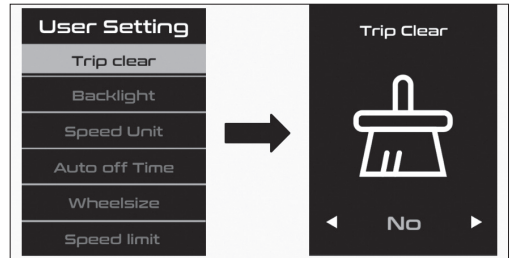 User Setting
Trip clear
Backlight
Speed Unit
Auto off Time
Wheelsize
Speed limit
Trip Clear
No